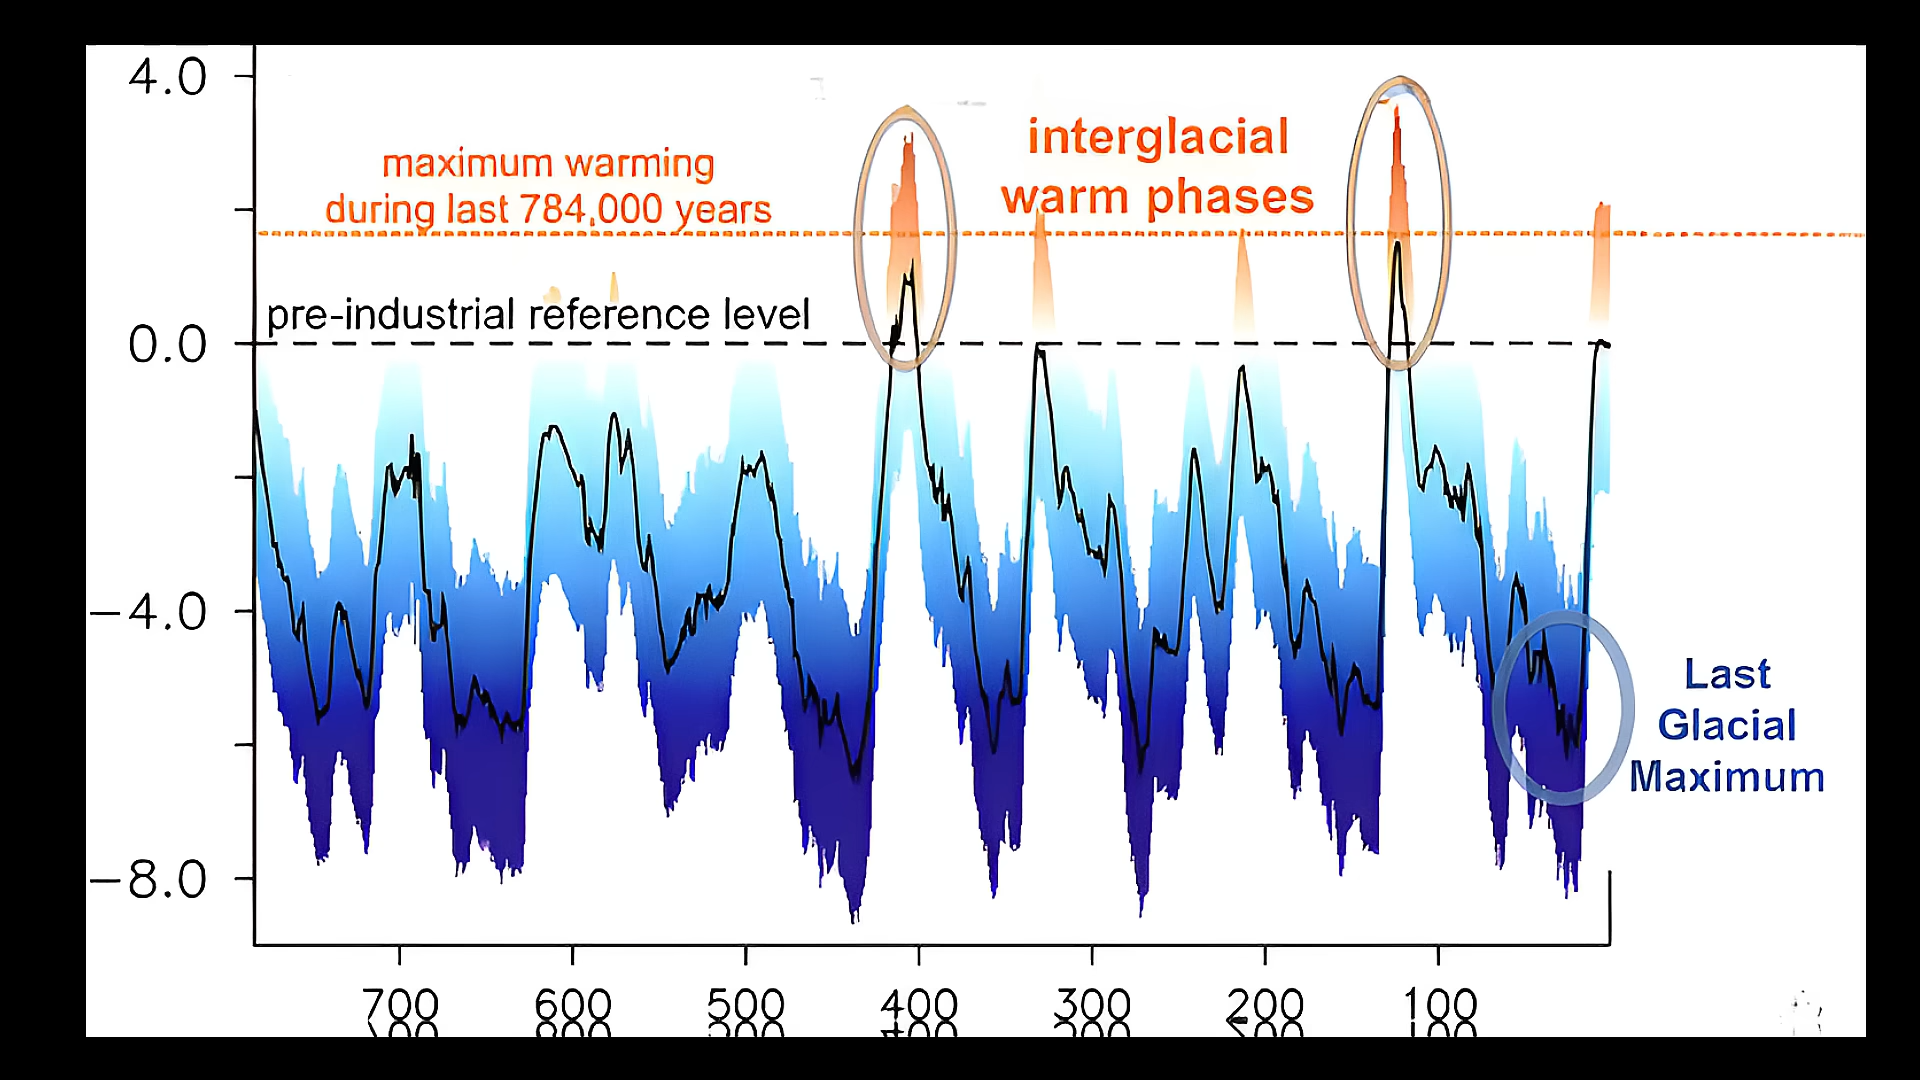 4.0
maximum warming
during last 784,000 years
interglacial
warm phases
pre-industrial reference level
0.0
−4.0
Last
Glacial
Maximum
−8.0
700 600 500 400 300 200 100